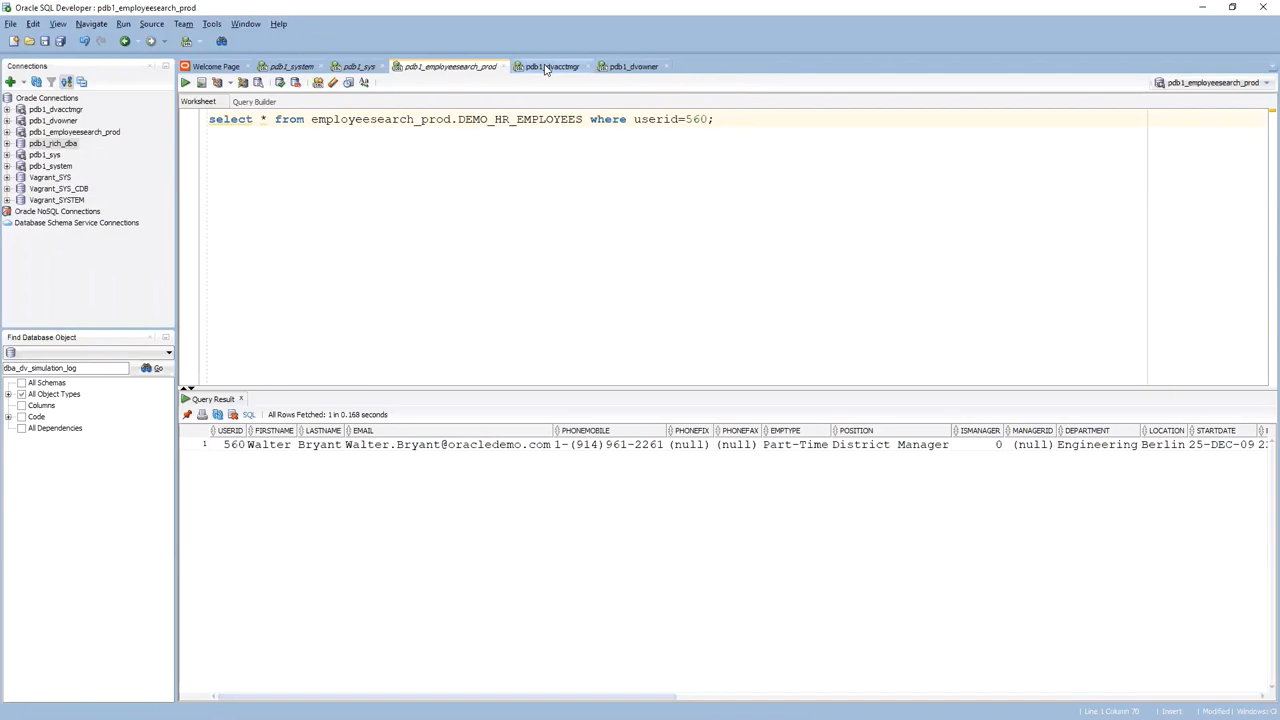 Oracle SQL Developer : pdb1_employeesearch_prod
File Edit View Navigate Run Source Team Tools Window Help
Connections
Welcome Page pdb1_system pdb1_sys pdb1_employeesearch_prod pdb1_dvacctmgr pdb1_dvowner
pdb1_employeesearch_prod
Oracle Connections
pdb1_dvacctmgr
pdb1_dvowner
pdb1_employeesearch_prod
pdb1_rich_dba
pdb1_sys
pdb1_system
Vagrant_SYS
Vagrant_SYS_CDB
Vagrant_SYSTEM
Oracle NoSQL Connections
Database Schema Service Connections
Worksheet Query Builder
select * from employeesearch_prod.DEMO_HR_EMPLOYEES where userid=560;
Find Database Object
dba_dv_simulation_log Go
All Schemas
All Object Types
Columns
Code
All Dependencies
Query Result x
SQL All Rows Fetched: 1 in 0.168 seconds
USERID FIRSTNAME LASTNAME EMAIL PHONEMOBILE PHONEFIX PHONEFAX EMPTYPE POSITION ISMANAGER MANAGERID DEPARTMENT LOCATION STARTDATE
1 560 Walter Bryant Walter.Bryant@oracledemo.com 1-(914)961-2261 (null) (null) Part-Time District Manager 0 (null) Engineering Berlin 25-DEC-09
Line 1 Column 70 Insert Modified Windows: C